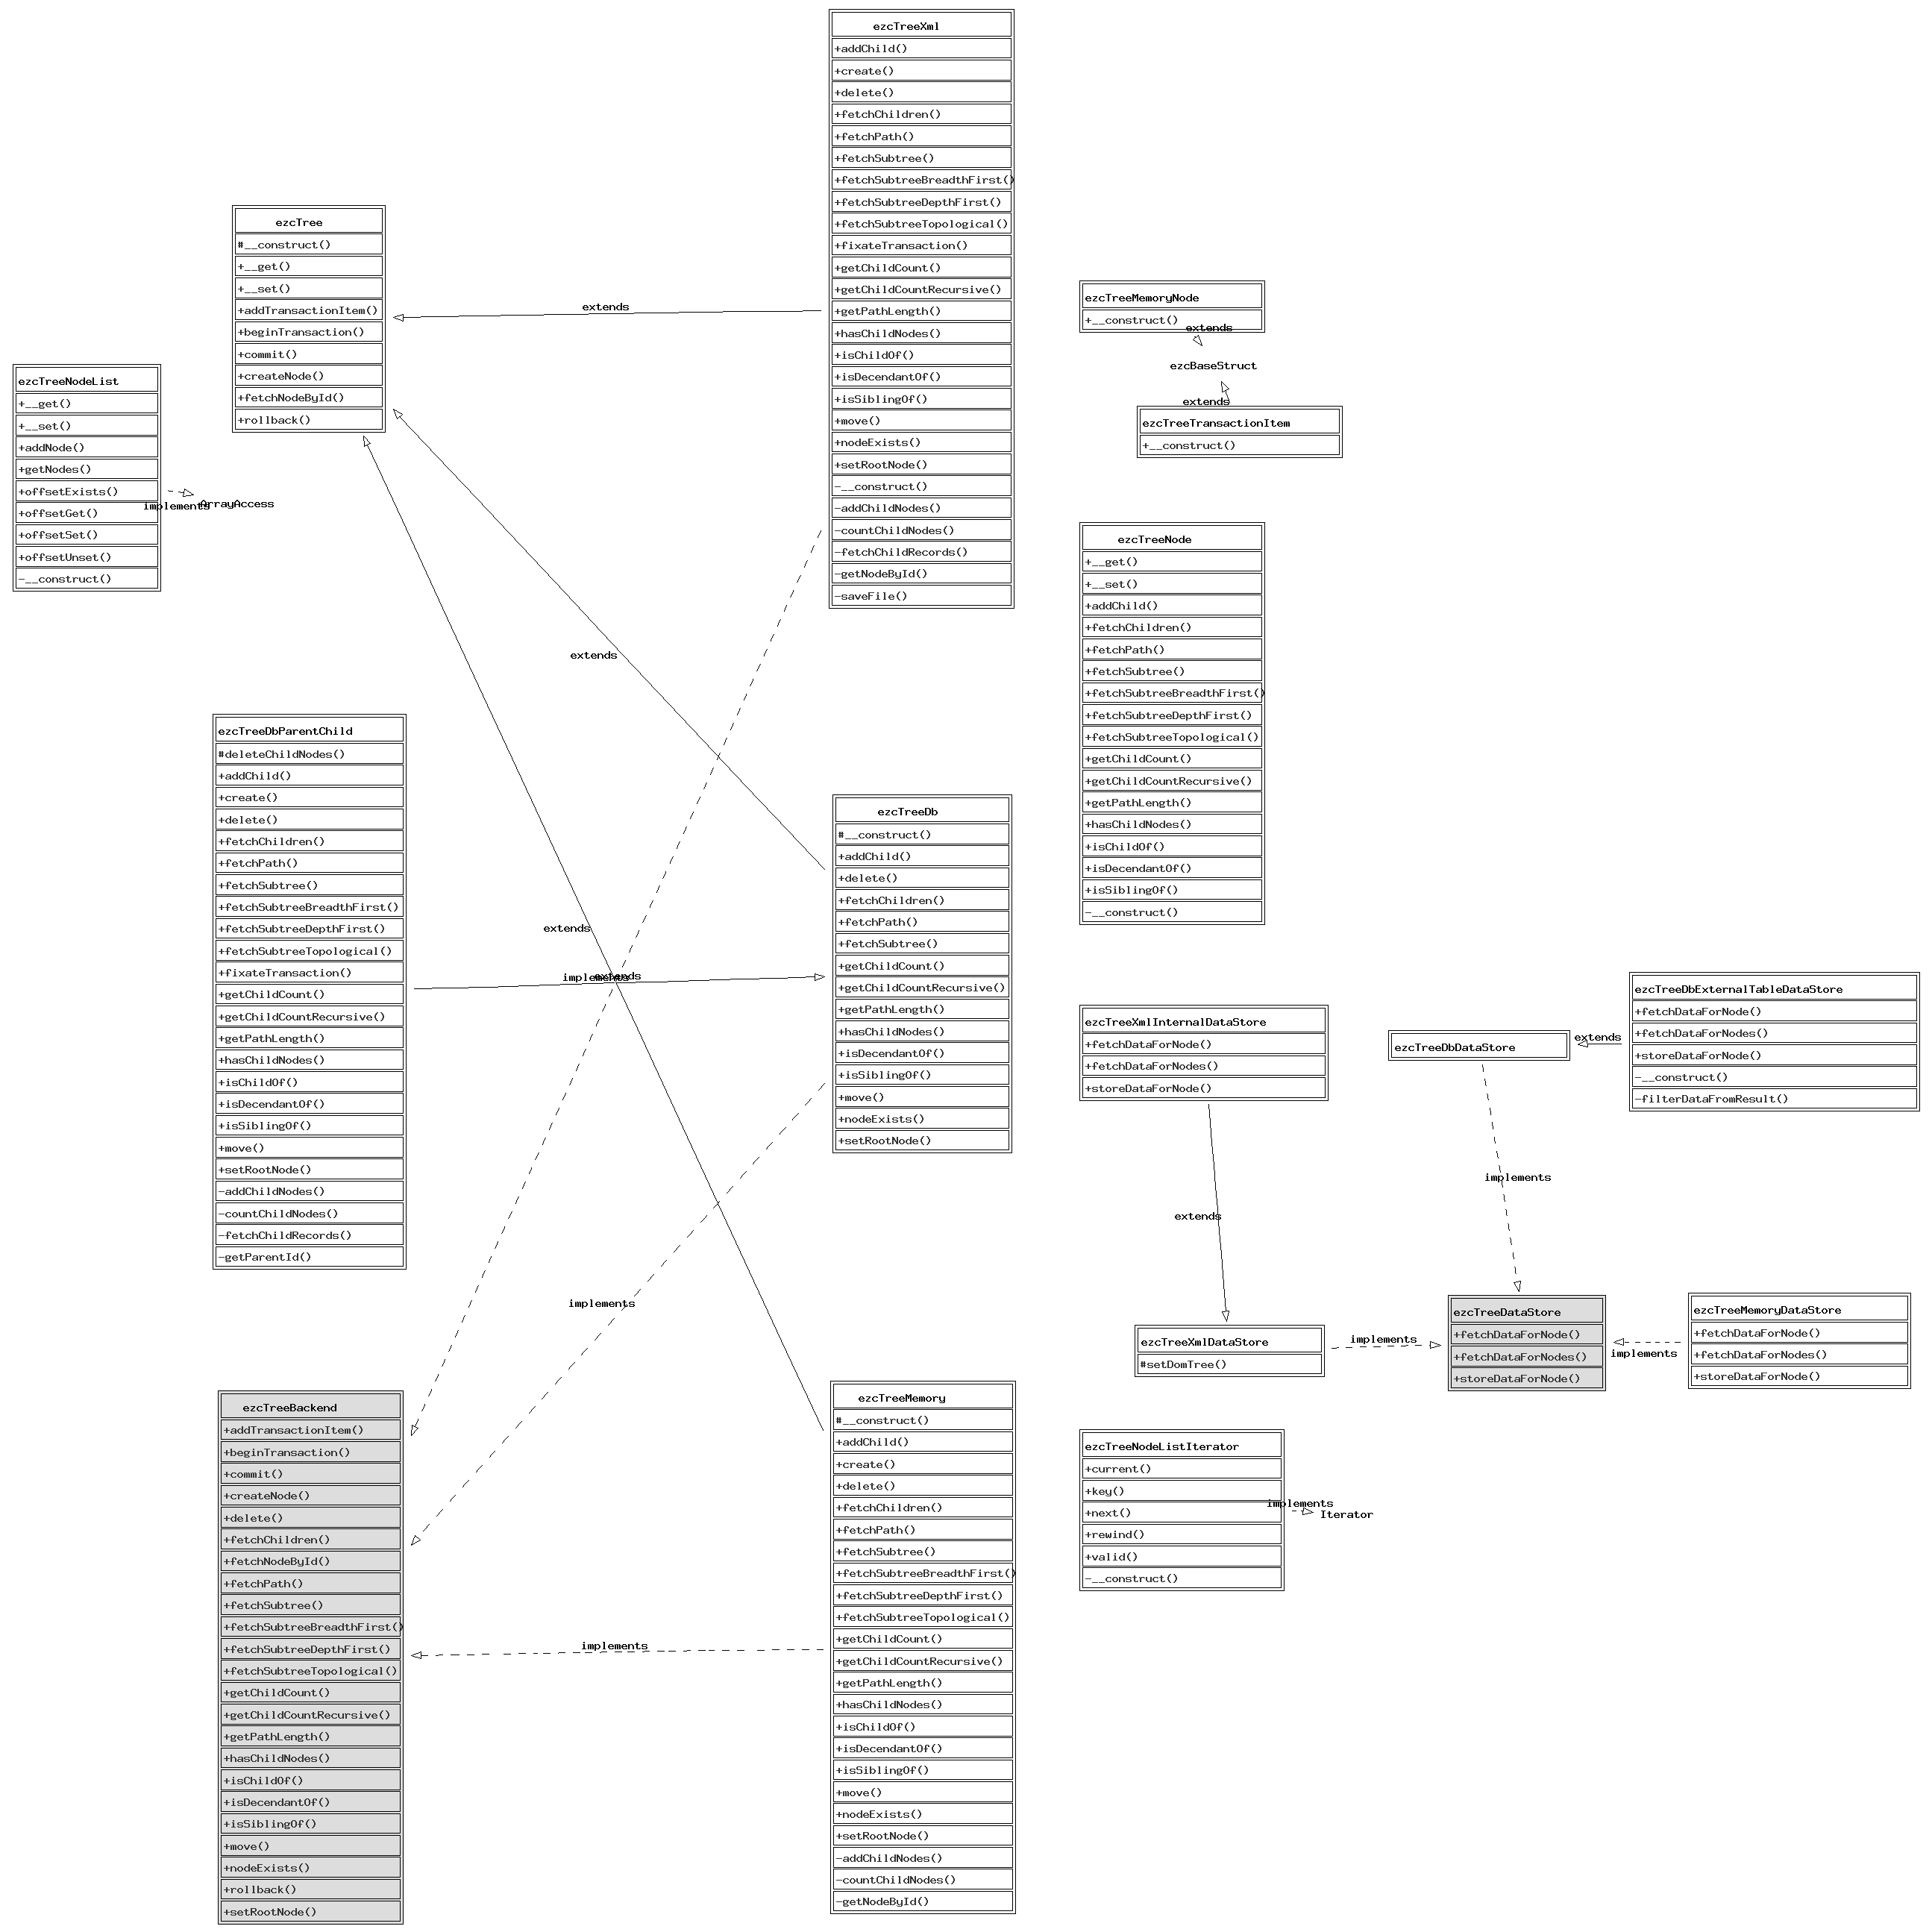 ezcTreeXml
+addChild()
+create()
+delete()
+fetchChildren()
+fetchPath()
+fetchSubtree()
+fetchSubtreeBreadthFirst()
+fetchSubtreeDepthFirst()
+fetchSubtreeTopological()
+fixateTransaction()
+getChildCount()
+getChildCountRecursive()
+getPathLength()
+hasChildNodes()
+isChildOf()
+isDecendantOf()
+isSiblingOf()
+move()
+nodeExists()
+setRootNode()
-__construct()
-addChildNodes()
-countChildNodes()
-fetchChildRecords()
-getNodeById()
-saveFile()
ezcTree
#__construct()
+__get()
+__set()
+addTransactionItem()
+beginTransaction()
+commit()
+createNode()
+fetchNodeById()
+rollback()
extends
ezcTreeNodeList
+__get()
+__set()
+addNode()
+getNodes()
+offsetExists()
+offsetGet()
+offsetSet()
+offsetUnset()
-__construct()
implements
ArrayAccess
ezcTreeMemoryNode
+__construct()
extends
ezcBaseStruct
extends
ezcTreeTransactionItem
+__construct()
ezcTreeNode
+__get()
+__set()
+addChild()
+fetchChildren()
+fetchPath()
+fetchSubtree()
+fetchSubtreeBreadthFirst()
+fetchSubtreeDepthFirst()
+fetchSubtreeTopological()
+getChildCount()
+getChildCountRecursive()
+getPathLength()
+hasChildNodes()
+isChildOf()
+isDecendantOf()
+isSiblingOf()
-__construct()
extends
ezcTreeDbParentChild
#deleteChildNodes()
+addChild()
+create()
+delete()
+fetchChildren()
+fetchPath()
+fetchSubtree()
+fetchSubtreeBreadthFirst()
+fetchSubtreeDepthFirst()
+fetchSubtreeTopological()
+fixateTransaction()
+getChildCount()
+getChildCountRecursive()
+getPathLength()
+hasChildNodes()
+isChildOf()
+isDecendantOf()
+isSiblingOf()
+move()
+setRootNode()
-addChildNodes()
-countChildNodes()
-fetchChildRecords()
-getParentId()
extends
implements
extends
ezcTreeDb
#__construct()
+addChild()
+delete()
+fetchChildren()
+fetchPath()
+fetchSubtree()
+getChildCount()
+getChildCountRecursive()
+getPathLength()
+hasChildNodes()
+isDecendantOf()
+isSiblingOf()
+move()
+nodeExists()
+setRootNode()
ezcTreeXmlInternalDataStore
+fetchDataForNode()
+fetchDataForNodes()
+storeDataForNode()
ezcTreeDbDataStore
extends
ezcTreeDbExternalTableDataStore
+fetchDataForNode()
+fetchDataForNodes()
+storeDataForNode()
-__construct()
-filterDataFromResult()
implements
extends
implements
ezcTreeXmlDataStore
#setDomTree()
implements
ezcTreeDataStore
+fetchDataForNode()
+fetchDataForNodes()
+storeDataForNode()
implements
ezcTreeMemoryDataStore
+fetchDataForNode()
+fetchDataForNodes()
+storeDataForNode()
ezcTreeBackend
+addTransactionItem()
+beginTransaction()
+commit()
+createNode()
+delete()
+fetchChildren()
+fetchNodeById()
+fetchPath()
+fetchSubtree()
+fetchSubtreeBreadthFirst()
+fetchSubtreeDepthFirst()
+fetchSubtreeTopological()
+getChildCount()
+getChildCountRecursive()
+getPathLength()
+hasChildNodes()
+isChildOf()
+isDecendantOf()
+isSiblingOf()
+move()
+nodeExists()
+rollback()
+setRootNode()
implements
ezcTreeMemory
#__construct()
+addChild()
+create()
+delete()
+fetchChildren()
+fetchPath()
+fetchSubtree()
+fetchSubtreeBreadthFirst()
+fetchSubtreeDepthFirst()
+fetchSubtreeTopological()
+getChildCount()
+getChildCountRecursive()
+getPathLength()
+hasChildNodes()
+isChildOf()
+isDecendantOf()
+isSiblingOf()
+move()
+nodeExists()
+setRootNode()
-addChildNodes()
-countChildNodes()
-getNodeById()
ezcTreeNodeListIterator
+current()
+key()
+next()
+rewind()
+valid()
-__construct()
implements
Iterator